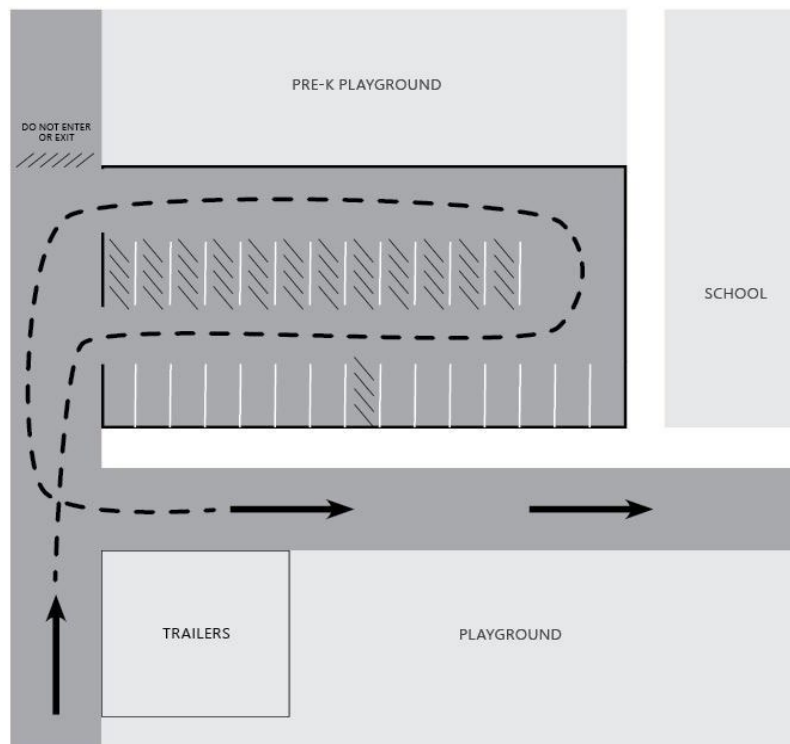 PRE-K PLAYGROUND
DO NOT ENTER
OR EXIT
SCHOOL
TRAILERS
PLAYGROUND